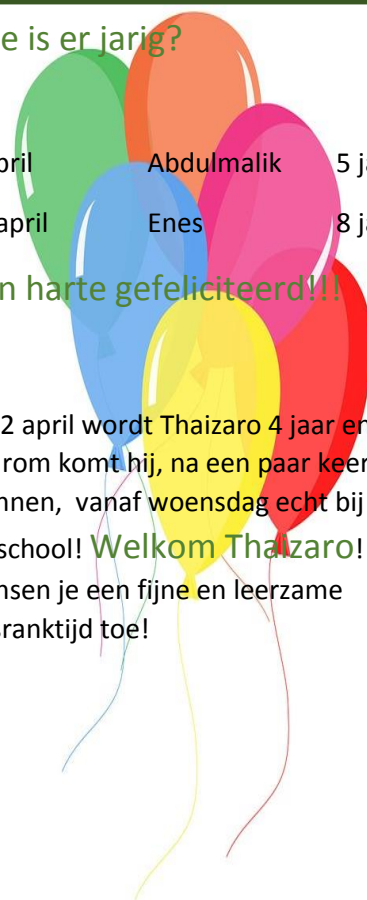 e is er jarig?
pril Abdulmalik 5 ja
april Enes 8 ja
n harte gefeliciteerd!!!
2 april wordt Thaizaro 4 jaar en
rom komt hij, na een paar keer
nnen, vanaf woensdag echt bij
school! Welkom Thaizaro!
nsen je een fijne en leerzame
sranktijd toe!